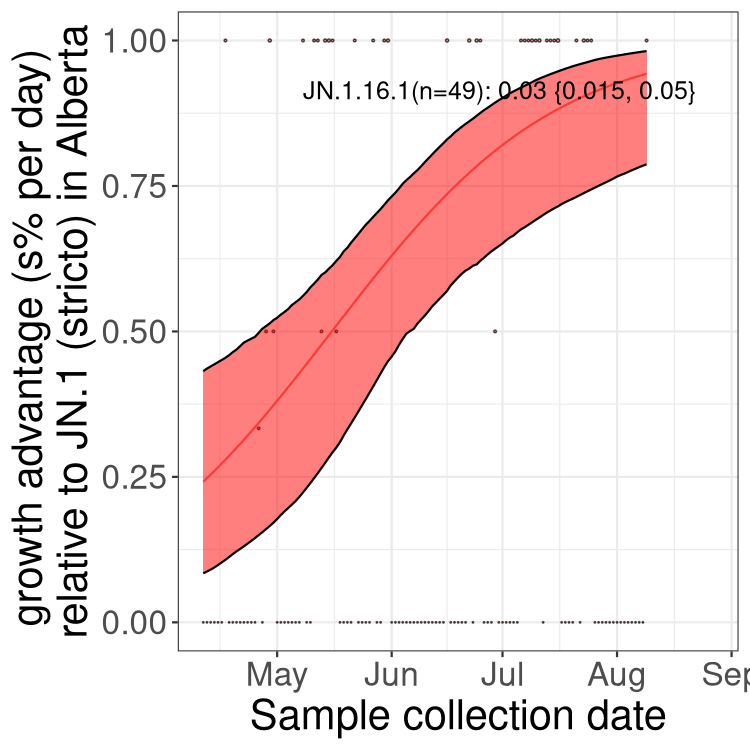 growth advantage (s% per day)
relative to JN.1 (stricto) in Alberta
1.00
0.75
0.50
0.25
0.00
JN.1.16.1(n=49): 0.03 {0.015, 0.05}
May Jun Jul Aug Sep
Sample collection date